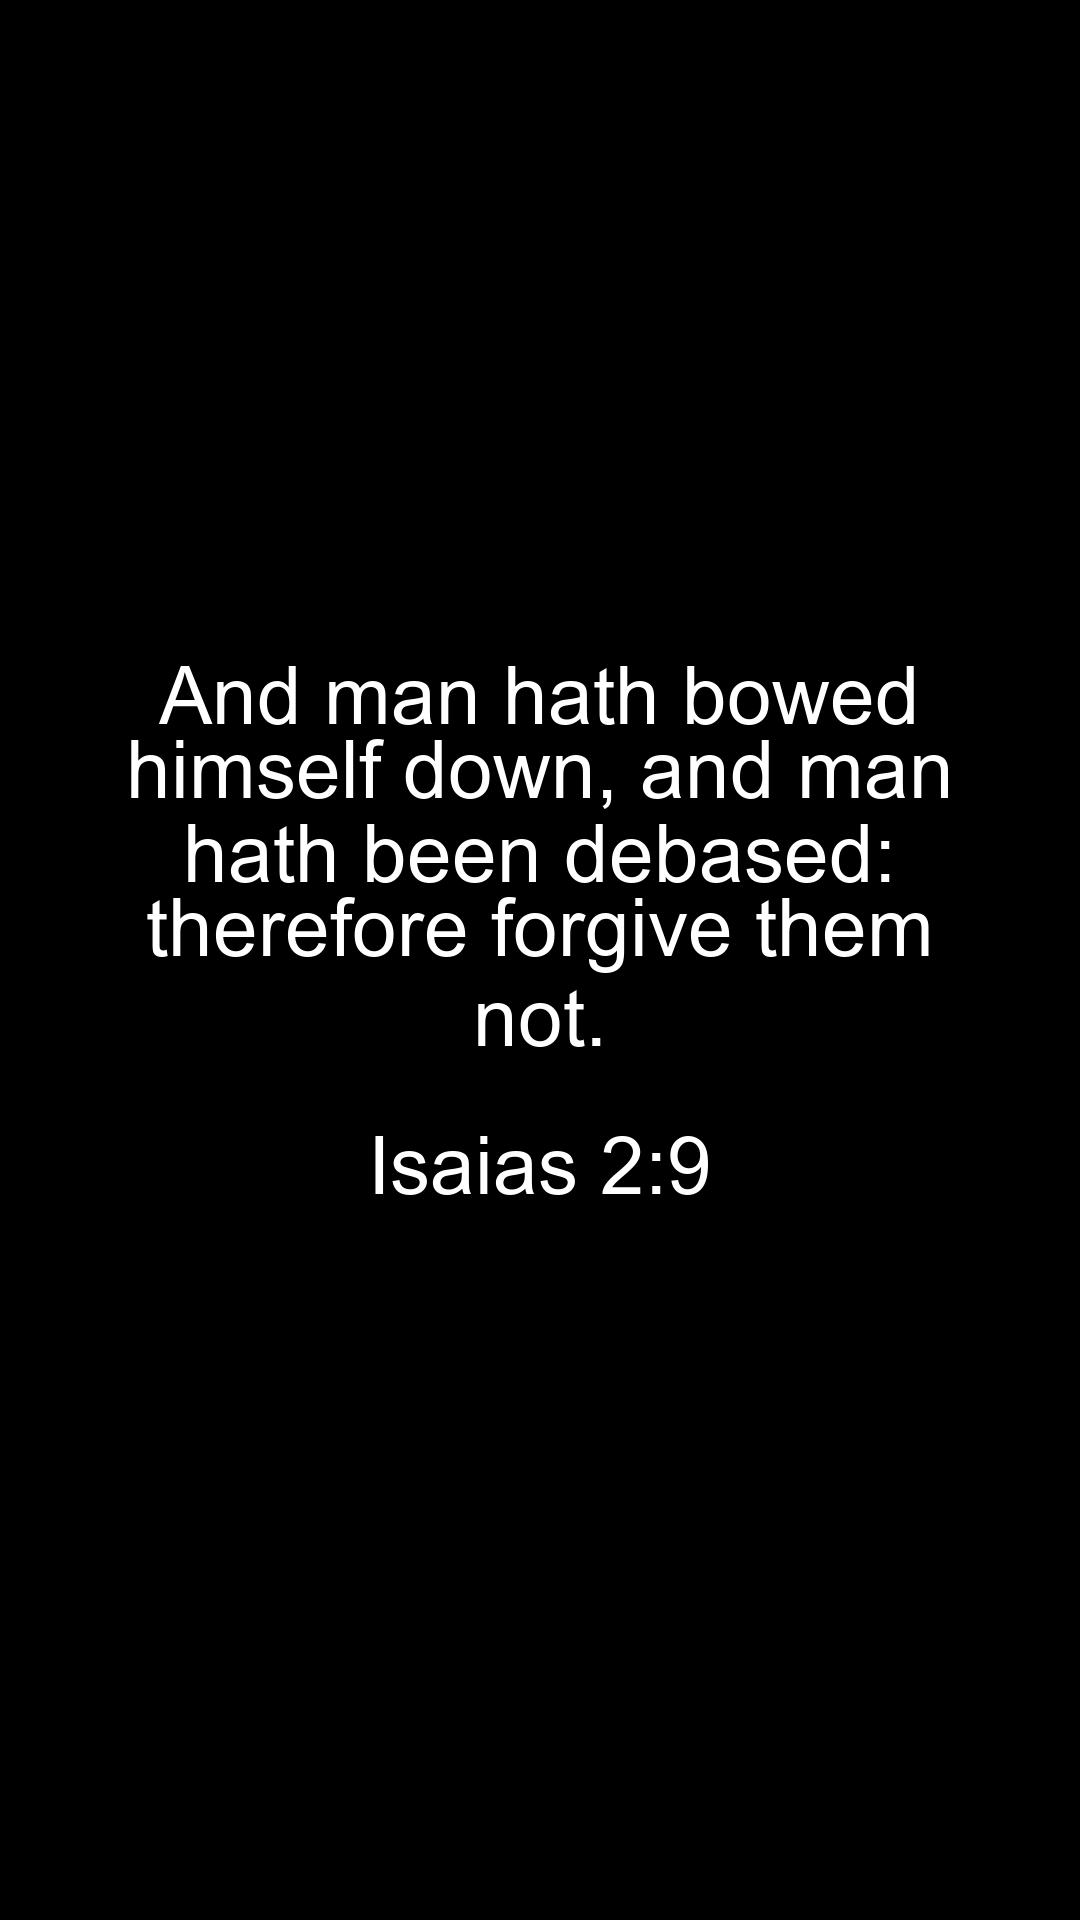 And man hath bowed
himself down, and man
hath been debased:
therefore forgive them
not.
Isaias 2:9